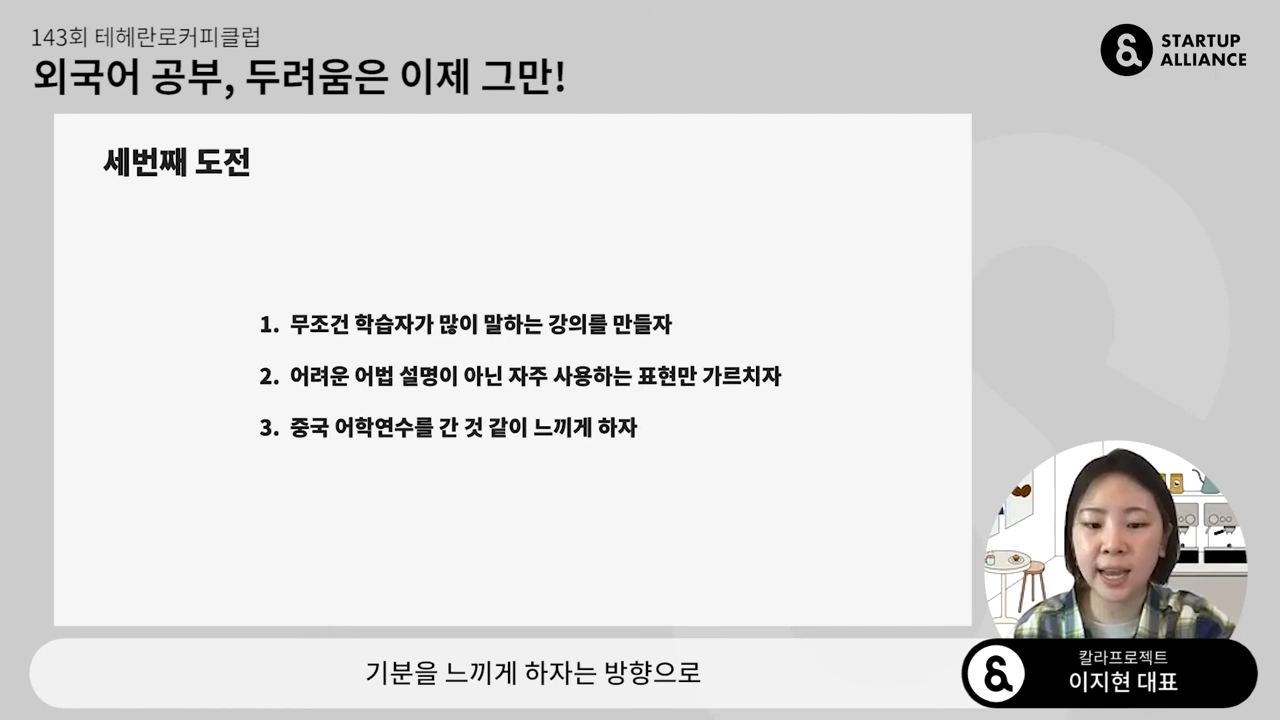 143회 테헤란로커피클럽
외국어 공부, 두려움은 이제 그만!
STARTUP
ALLIANCE
세번째 도전
1. 무조건 학습자가 많이 말하는 강의를 만들자
2. 어려운 어법 설명이 아닌 자주 사용하는 표현만 가르치자
3. 중국 어학연수를 간 것 같이 느끼게 하자
기분을 느끼게 하자는 방향으로
칼라프로젝트
이지현 대표